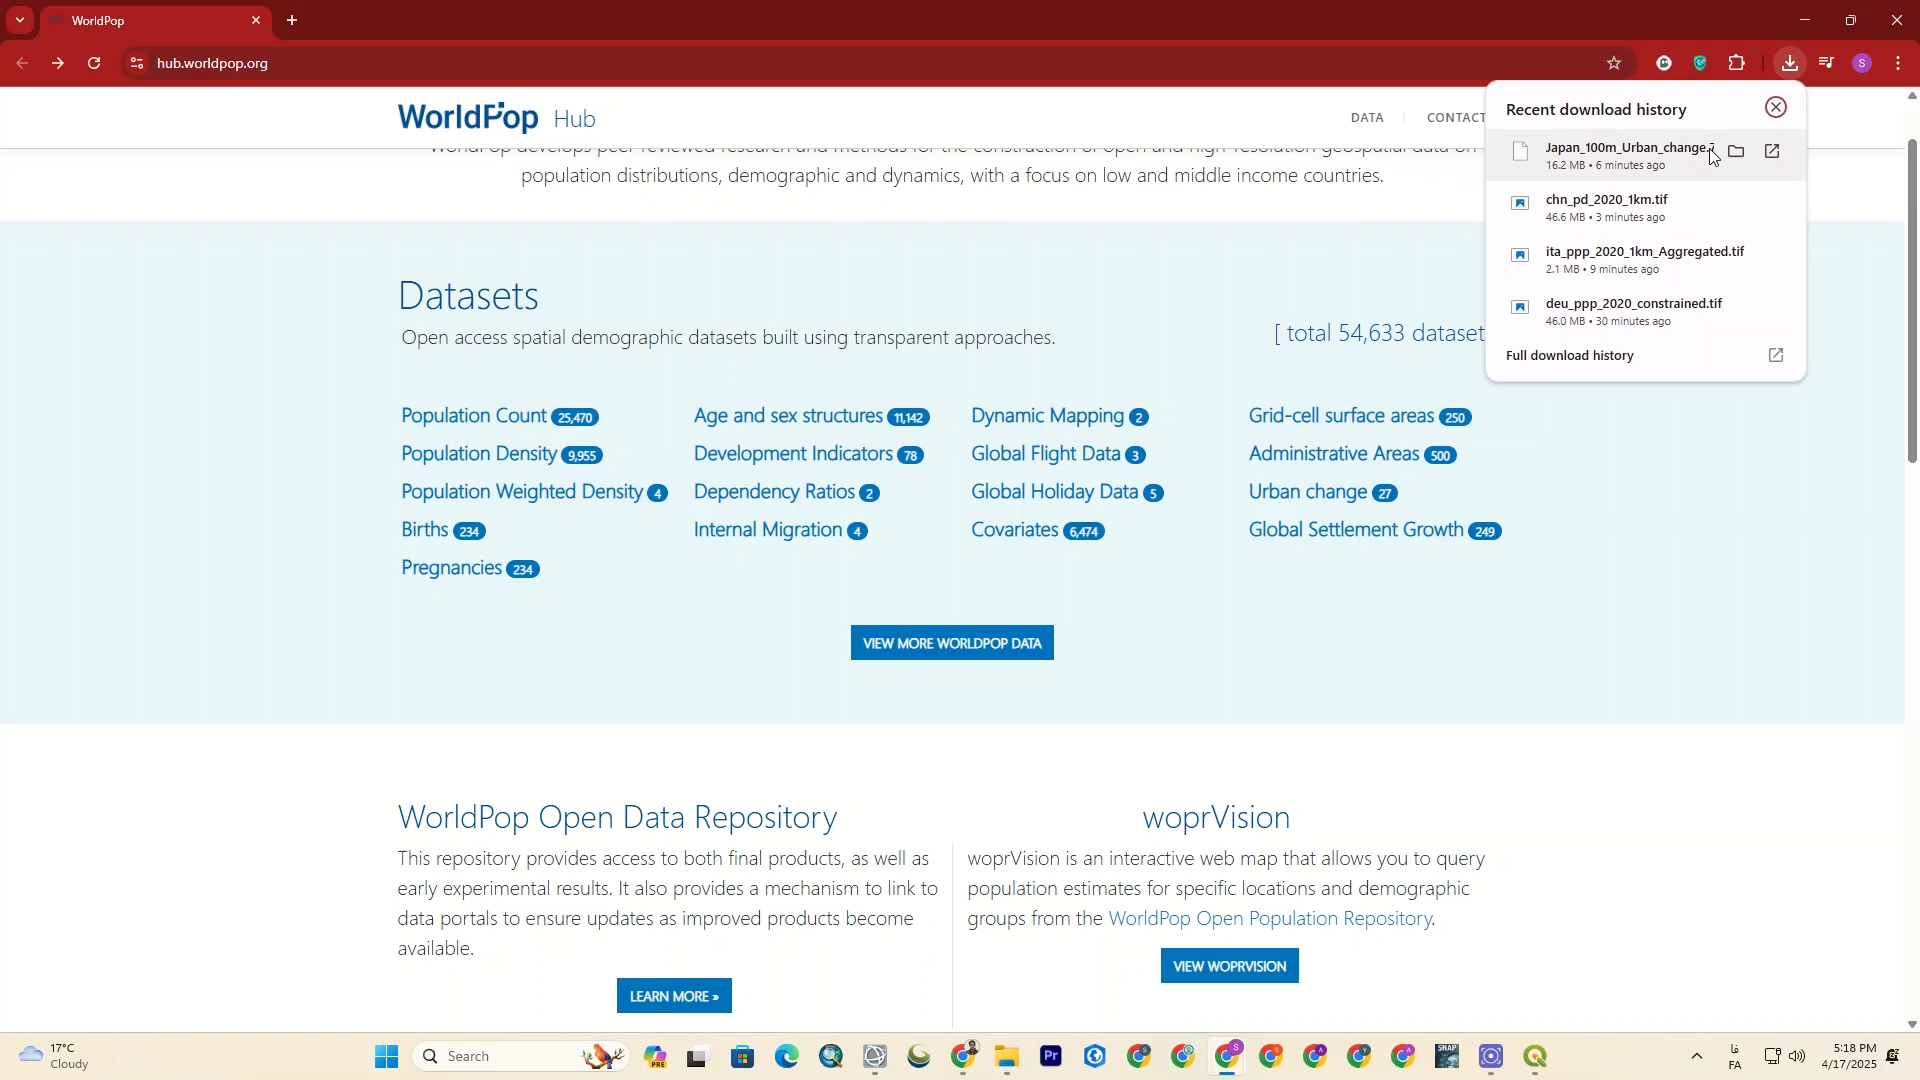 WorldPop
hub.worldpop.org
S
WorldPop Hub
DATA
CONTACT
population distributions, demographic and dynamics, with a focus on low and middle income countries.
Recent download history
Japan_100m_Urban_change.
16.2 MB • 6 minutes ago
chn_pd_2020_1km.tif
46.6 MB • 3 minutes ago
ita_ppp_2020_1km_Aggregated.tif
2.1 MB • 9 minutes ago
deu_ppp_2020_constrained.tif
46.0 MB • 30 minutes ago
Full download history
Datasets
Open access spatial demographic datasets built using transparent approaches.
[ total 54,633 dataset
Population Count 25,470
Age and sex structures 11,142
Dynamic Mapping 2
Grid-cell surface areas 250
Population Density 9,955
Development Indicators 78
Global Flight Data 3
Administrative Areas 500
Population Weighted Density 4
Dependency Ratios 2
Global Holiday Data 5
Urban change 27
Births 234
Internal Migration 4
Covariates 6,474
Global Settlement Growth 249
Pregnancies 234
VIEW MORE WORLDPOP DATA
WorldPop Open Data Repository
This repository provides access to both final products, as well as
early experimental results. It also provides a mechanism to link to
data portals to ensure updates as improved products become
available.
LEARN MORE »
woprVision
woprVision is an interactive web map that allows you to query
population estimates for specific locations and demographic
groups from the WorldPop Open Population Repository.
VIEW WOPRVISION
17°C
Cloudy
Search
PRE
Pr
SNAP
فا
FA
5:18 PM
4/17/2025